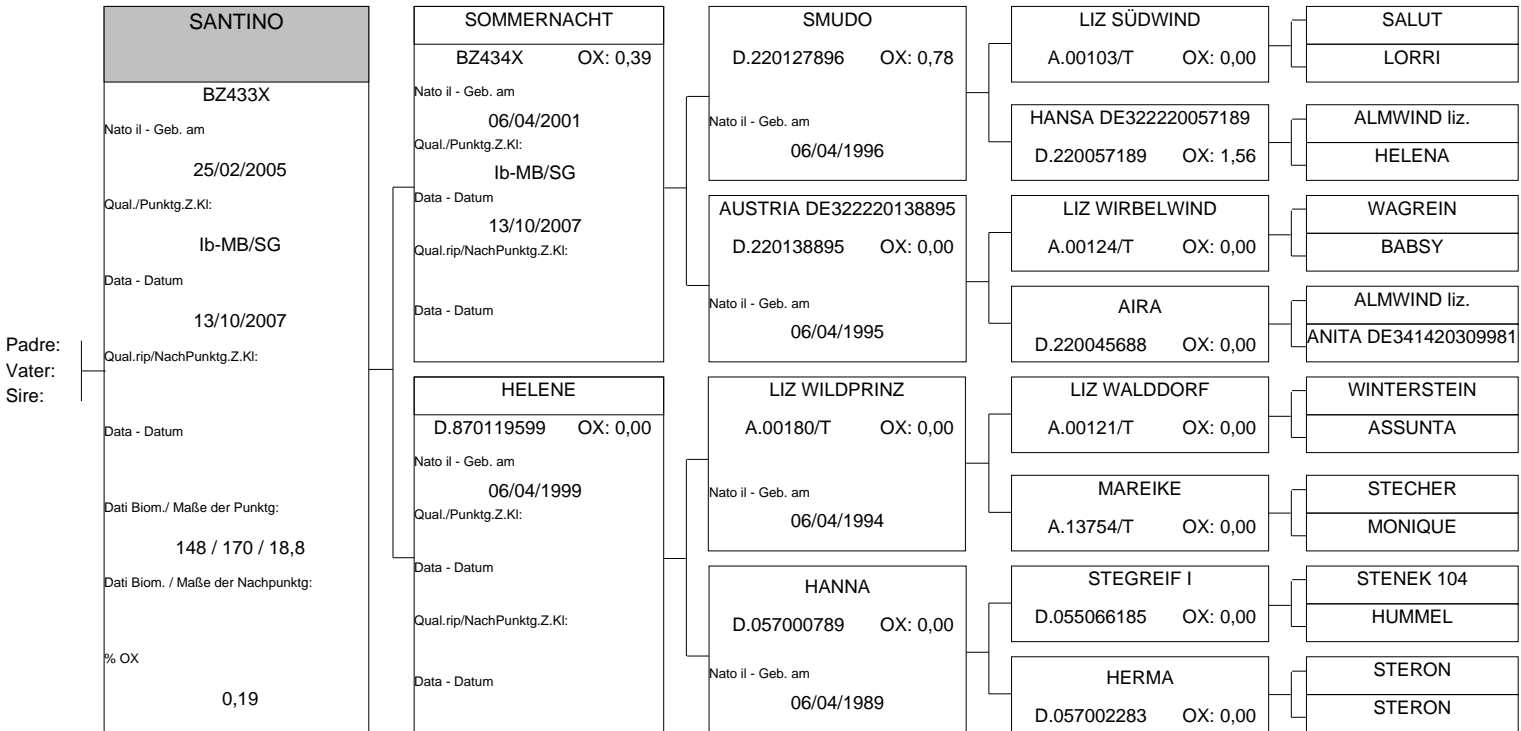 Padre:
Vater:
Sire:
SANTINO
BZ433X
Nato il - Geb. am
25/02/2005
Qual./Punktg.Z.Kl:
Ib-MB/SG
Data - Datum
13/10/2007
Qual.rip/NachPunktg.Z.Kl:
Data - Datum
Dati Biom./ Maße der Punktg:
148 / 170 / 18,8
Dati Biom. / Maße der Nachpunktg:
% OX
0,19
SOMMERNACHT
BZ434X OX: 0,39
Nato il - Geb. am
06/04/2001
Qual./Punktg.Z.Kl:
Ib-MB/SG
Data - Datum
13/10/2007
Qual.rip/NachPunktg.Z.Kl:
Data - Datum
HELENE
D.870119599 OX: 0,00
Nato il - Geb. am
06/04/1999
Qual./Punktg.Z.Kl:
Data - Datum
Qual.rip/NachPunktg.Z.Kl:
Data - Datum
SMUDO
D.220127896 OX: 0,78
Nato il - Geb. am
06/04/1996
AUSTRIA DE322220138895
D.220138895 OX: 0,00
Nato il - Geb. am
06/04/1995
LIZ WILDPRINZ
A.00180/T OX: 0,00
Nato il - Geb. am
06/04/1994
HANNA
D.057000789 OX: 0,00
Nato il - Geb. am
06/04/1989
LIZ SÜDWIND
A.00103/T OX: 0,00
HANSA DE322220057189
D.220057189 OX: 1,56
LIZ WIRBELWIND
A.00124/T OX: 0,00
AIRA
D.220045688 OX: 0,00
LIZ WALDDORF
A.00121/T OX: 0,00
MAREIKE
A.13754/T OX: 0,00
STEGREIF I
D.055066185 OX: 0,00
HERMA
D.057002283 OX: 0,00
SALUT
LORRI
ALMWIND liz.
HELENA
WAGREIN
BABSY
ALMWIND liz.
ANITA DE341420309981
WINTERSTEIN
ASSUNTA
STECHER
MONIQUE
STENEK 104
HUMMEL
STERON
STERON